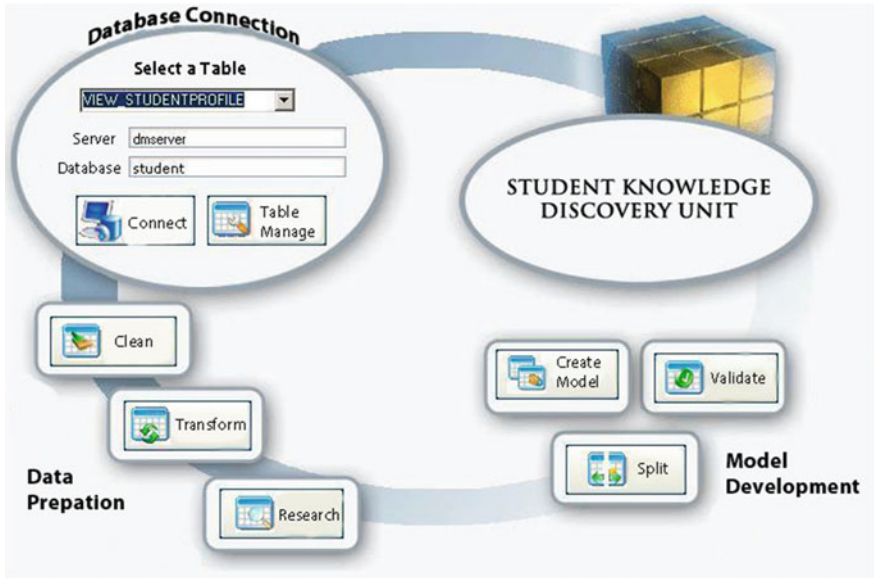 Database Connection
Select a Table
VIEW_STUDENTPROFILE
Server dmserver
Database student
Connect
Table
Manage
STUDENT KNOWLEDGE
DISCOVERY UNIT
Clean
Transform
Research
Data
Prepation
Create
Model
Validate
Split
Model
Development